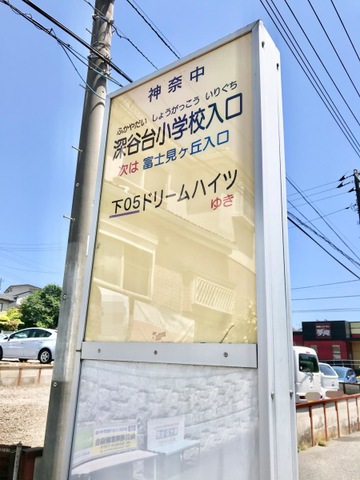 神奈中
ふかやだい しょうがっこう いりぐち
深谷台小学校入口
次は 富士見ヶ丘入口
下05ドリームハイツ
ゆき